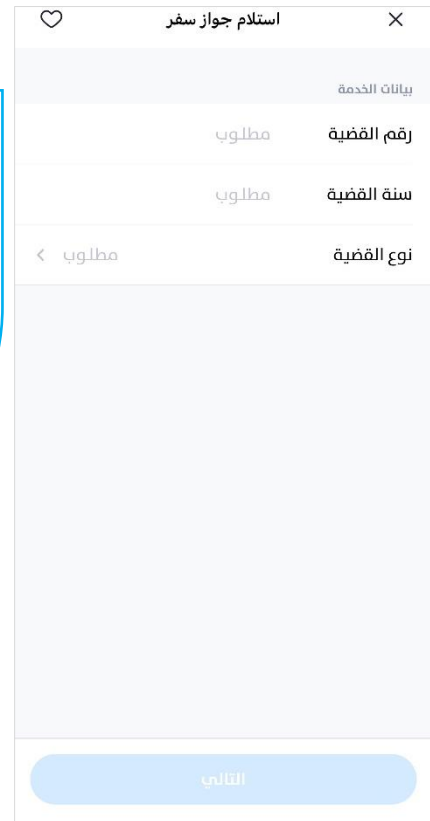 استلام جواز سفر
بيانات الخدمة
رقم القضية مطلوب
سنة القضية مطلوب
نوع القضية مطلوب
التالي